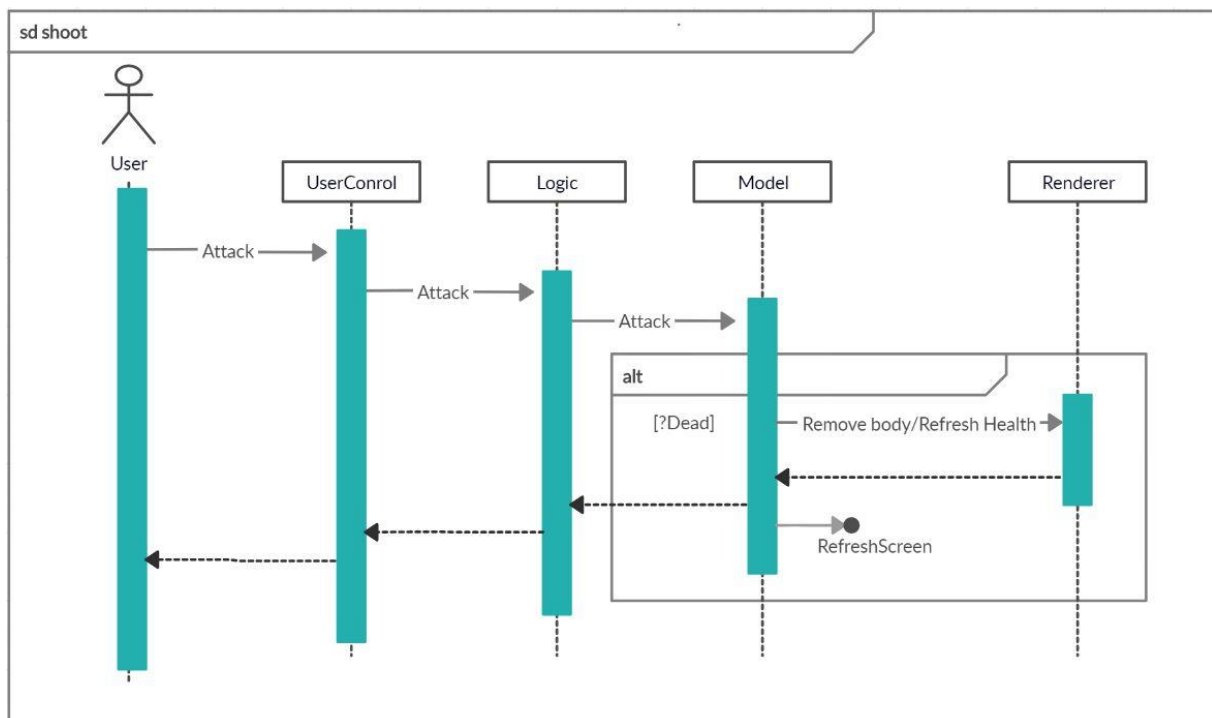 sd shoot
User
UserConrol
Logic
Model
Renderer
Attack
Attack
Attack
alt
[?Dead]
Remove body/Refresh Health
RefreshScreen